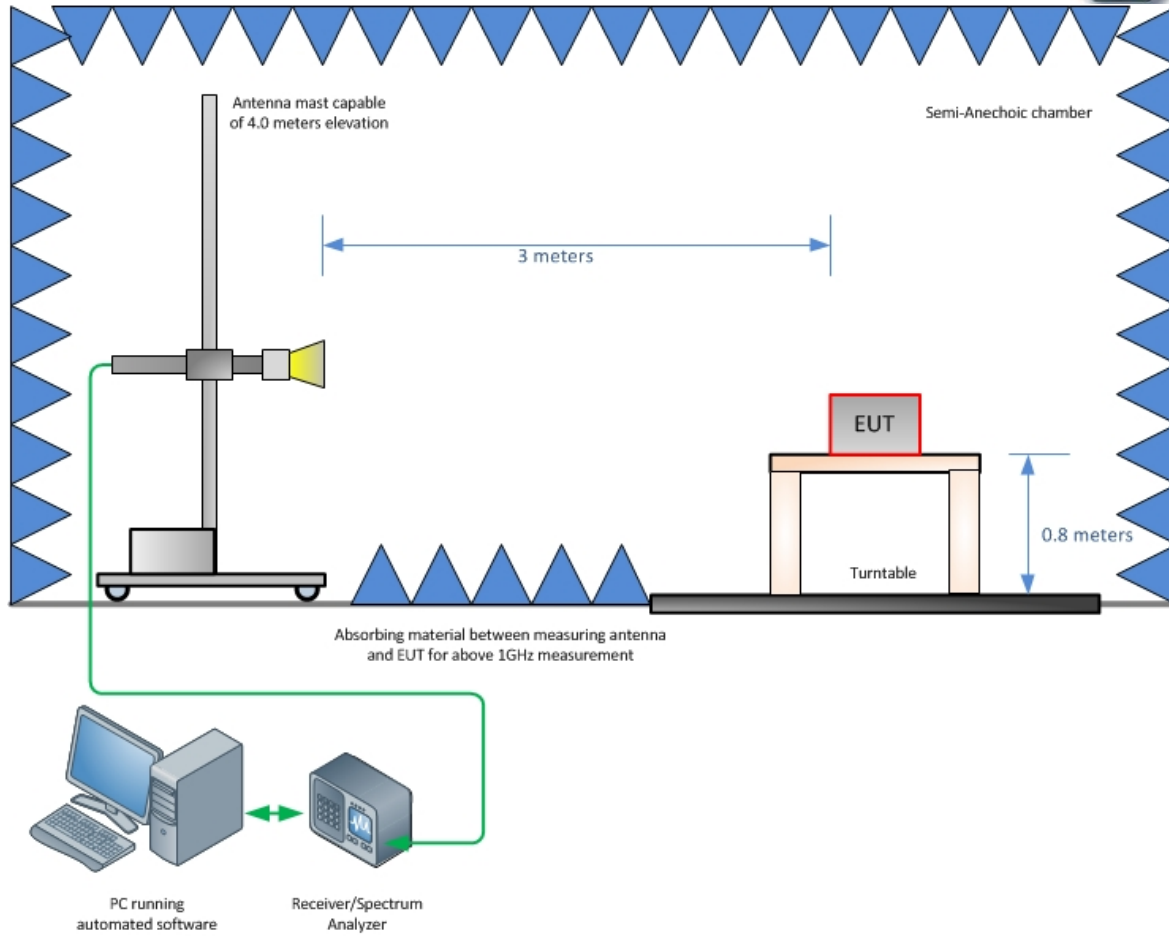 Antenna mast capable
of 4.0 meters elevation
Semi-Anechoic chamber
3 meters
EUT
0.8 meters
Turntable
Absorbing material between measuring antenna
and EUT for above 1GHz measurement
PC running
automated software
Receiver/Spectrum
Analyzer